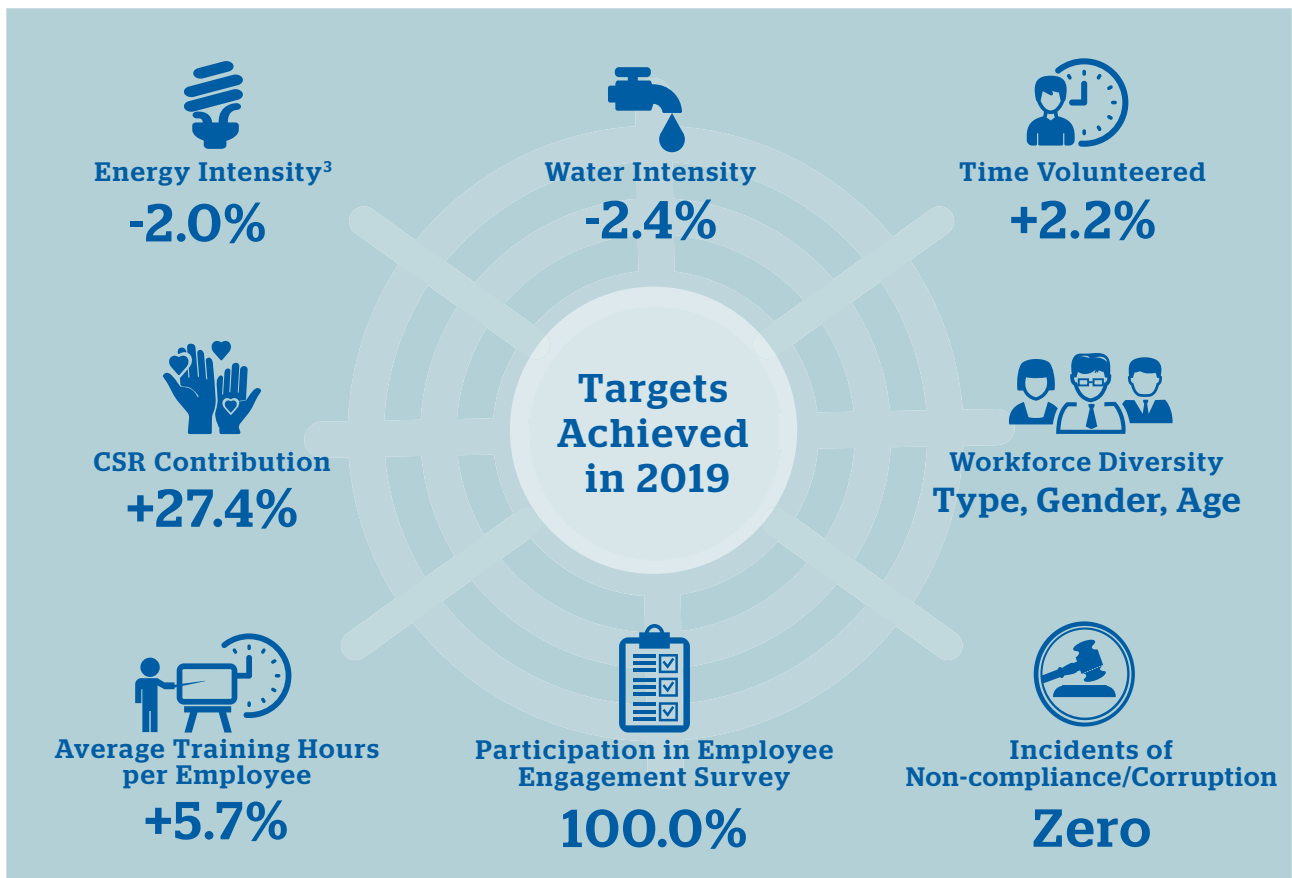 Energy Intensity³
-2.0%
Water Intensity
-2.4%
Time Volunteered
+2.2%
CSR Contribution
+27.4%
Targets
Achieved
in 2019
Workforce Diversity
Type, Gender, Age
Average Training Hours
per Employee
+5.7%
Participation in Employee
Engagement Survey
100.0%
Incidents of
Non-compliance/Corruption
Zero